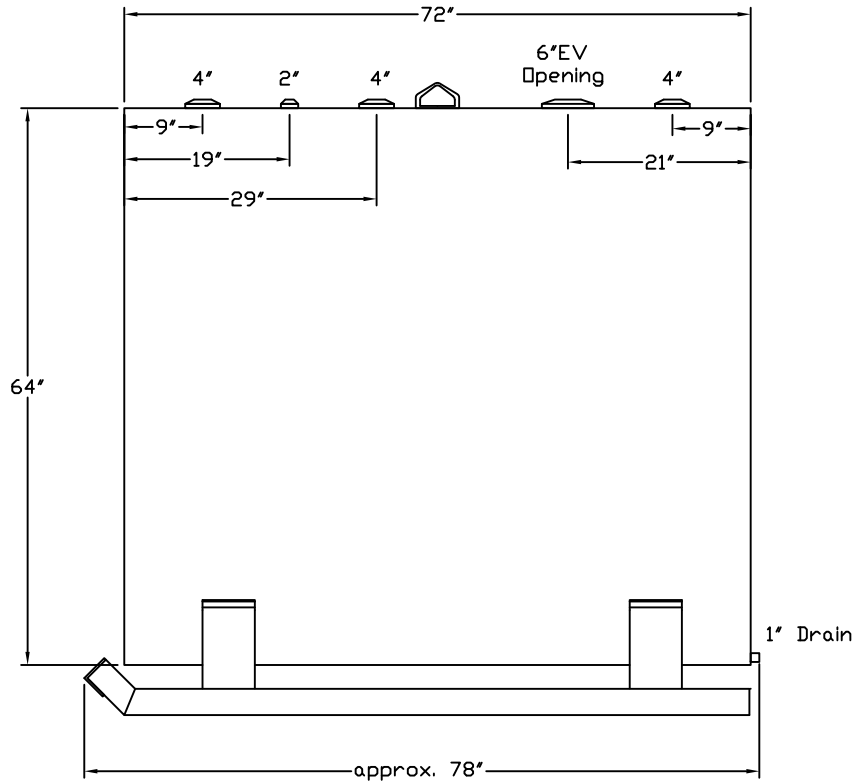 72"
6"EV
4" 2" 4" Opening 4"
9" 9"
19" 21"
29"
64"
1" Drain
approx. 78"